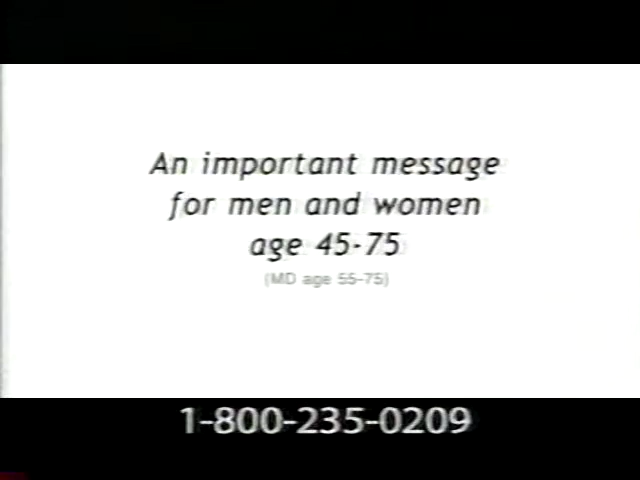 An important message
for men and women
age 45-75
(MD age 55-75)
1-800-235-0209